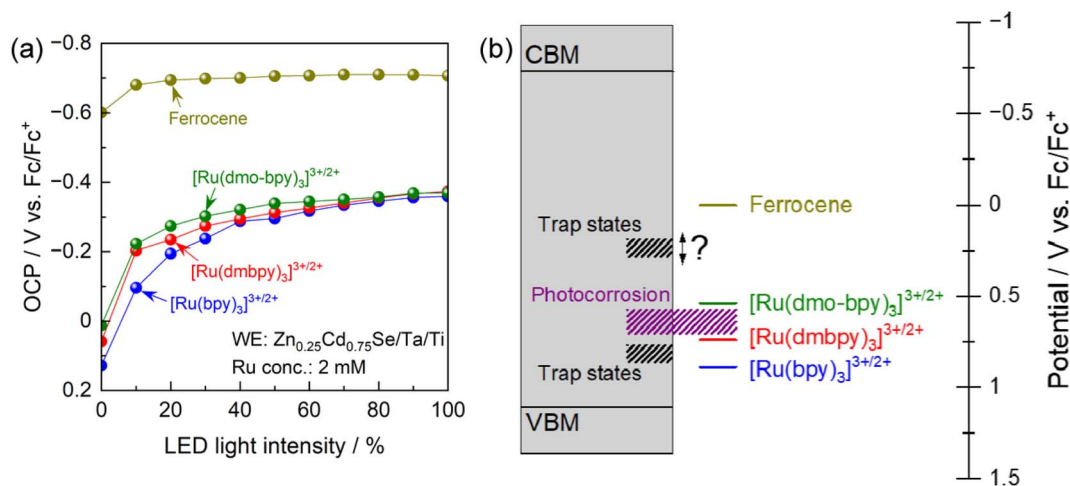 (a)
−0.8
−0.6
−0.4
−0.2
0
0.2
OCP / V vs. Fc/Fc⁺
Ferrocene
[Ru(dmo-bpy)₃]³⁺/²⁺
[Ru(dmbpy)₃]³⁺/²⁺
[Ru(bpy)₃]³⁺/²⁺
WE: Zn₀.₂₅Cd₀.₇₅Se/Ta/Ti
Ru conc.: 2 mM
0 20 40 60 80 100
LED light intensity / %
(b)
CBM
Trap states
?
Photocorrosion
Trap states
VBM
Ferrocene
[Ru(dmo-bpy)₃]³⁺/²⁺
[Ru(dmbpy)₃]³⁺/²⁺
[Ru(bpy)₃]³⁺/²⁺
−1
−0.5
0
0.5
1
1.5
Potential / V vs. Fc/Fc⁺